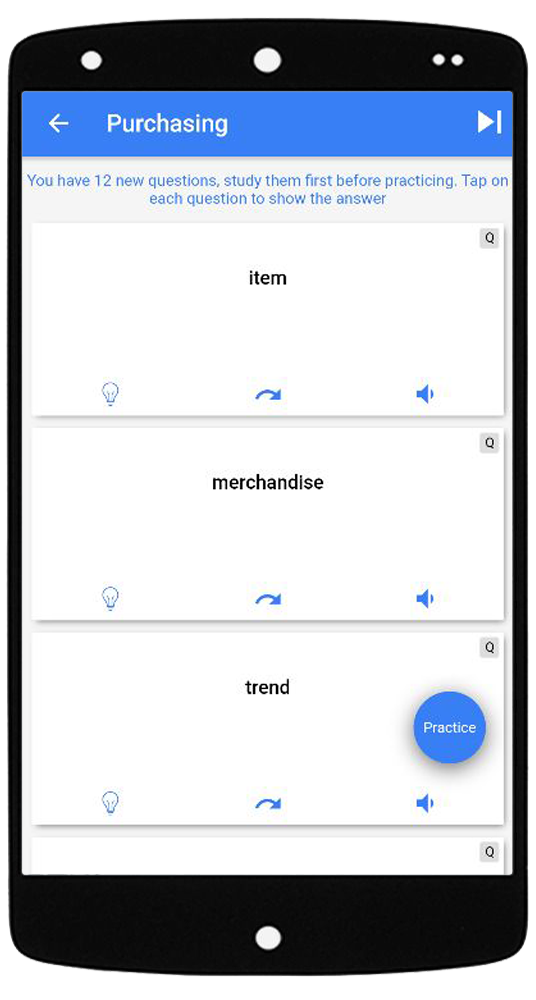 Purchasing
You have 12 new questions, study them first before practicing. Tap on
each question to show the answer
Q
item
Q
merchandise
Q
trend
Practice
Q